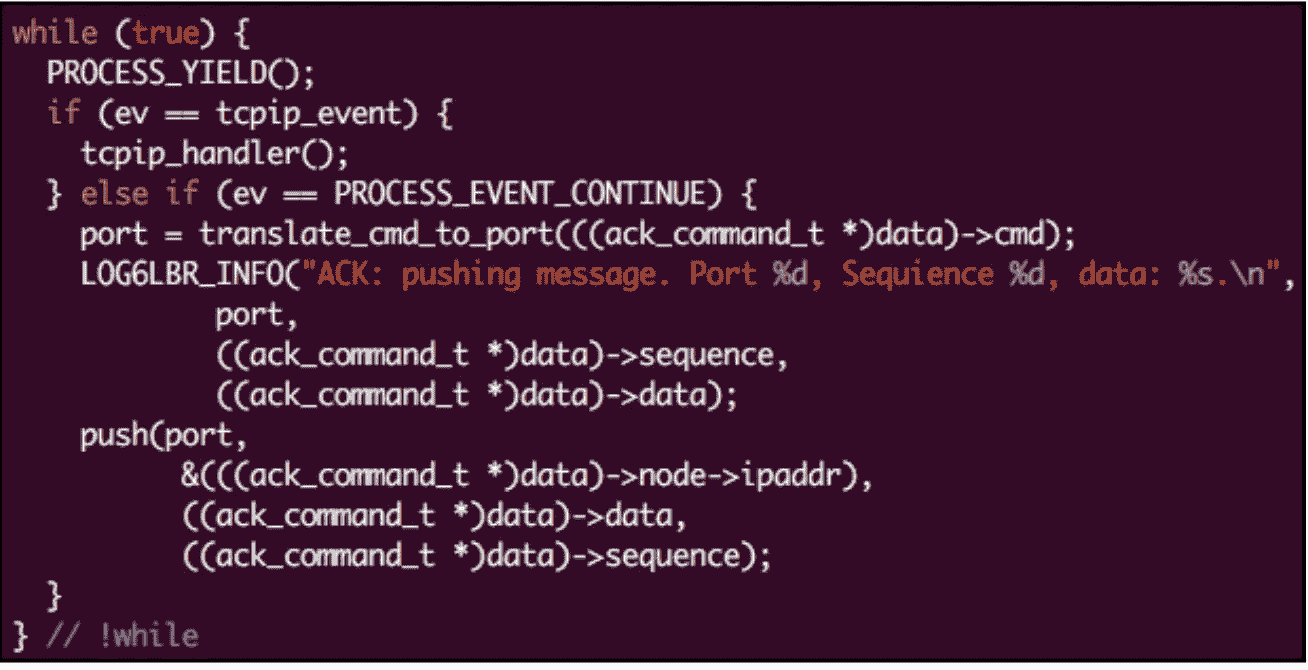 while (true) {
  PROCESS_YIELD();
  if (ev == tcpip_event) {
    tcpip_handler();
  } else if (ev == PROCESS_EVENT_CONTINUE) {
    port = translate_cmd_to_port(((ack_command_t *)data)->cmd);
    LOG6LBR_INFO("ACK: pushing message. Port %d, Sequience %d, data: %s.\n",
            port,
            ((ack_command_t *)data)->sequence,
            ((ack_command_t *)data)->data);
    push(port,
          &(((ack_command_t *)data)->node->ipaddr),
          ((ack_command_t *)data)->data,
          ((ack_command_t *)data)->sequence);
  }
} // !while